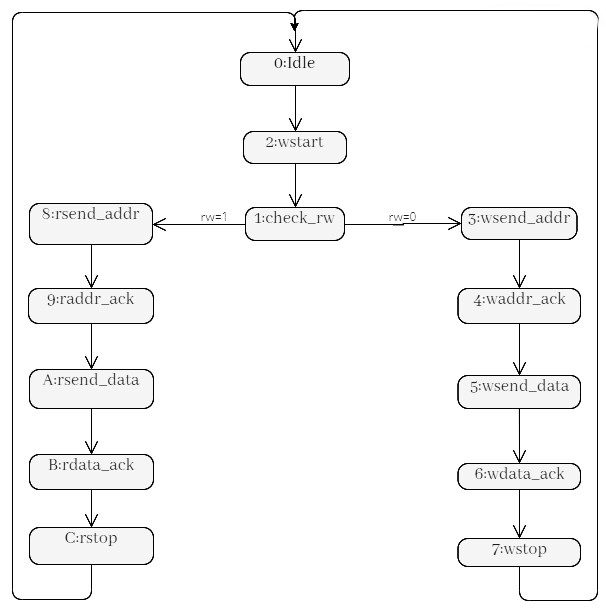 0:Idle
2:wstart
8:rsend_addr
rw=1
1:check_rw
rw=0
3:wsend_addr
9:raddr_ack
4:waddr_ack
A:rsend_data
5:wsend_data
B:rdata_ack
6:wdata_ack
C:rstop
7:wstop